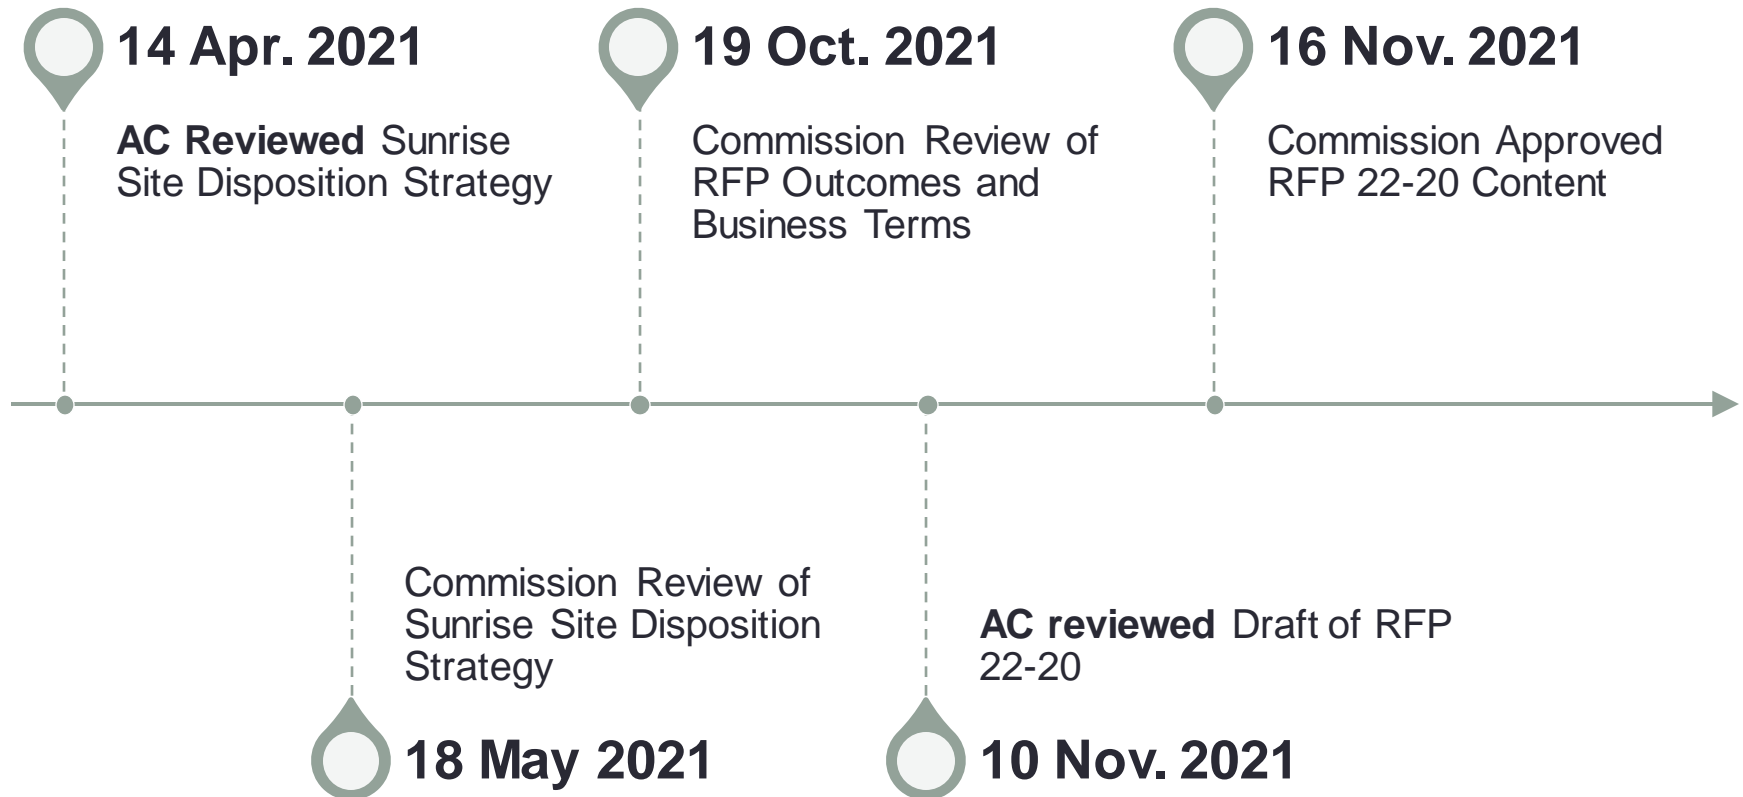 14 Apr. 2021
AC Reviewed Sunrise
Site Disposition Strategy
19 Oct. 2021
Commission Review of
RFP Outcomes and
Business Terms
16 Nov. 2021
Commission Approved
RFP 22-20 Content
Commission Review of
Sunrise Site Disposition
Strategy
18 May 2021
AC reviewed Draft of RFP
22-20
10 Nov. 2021